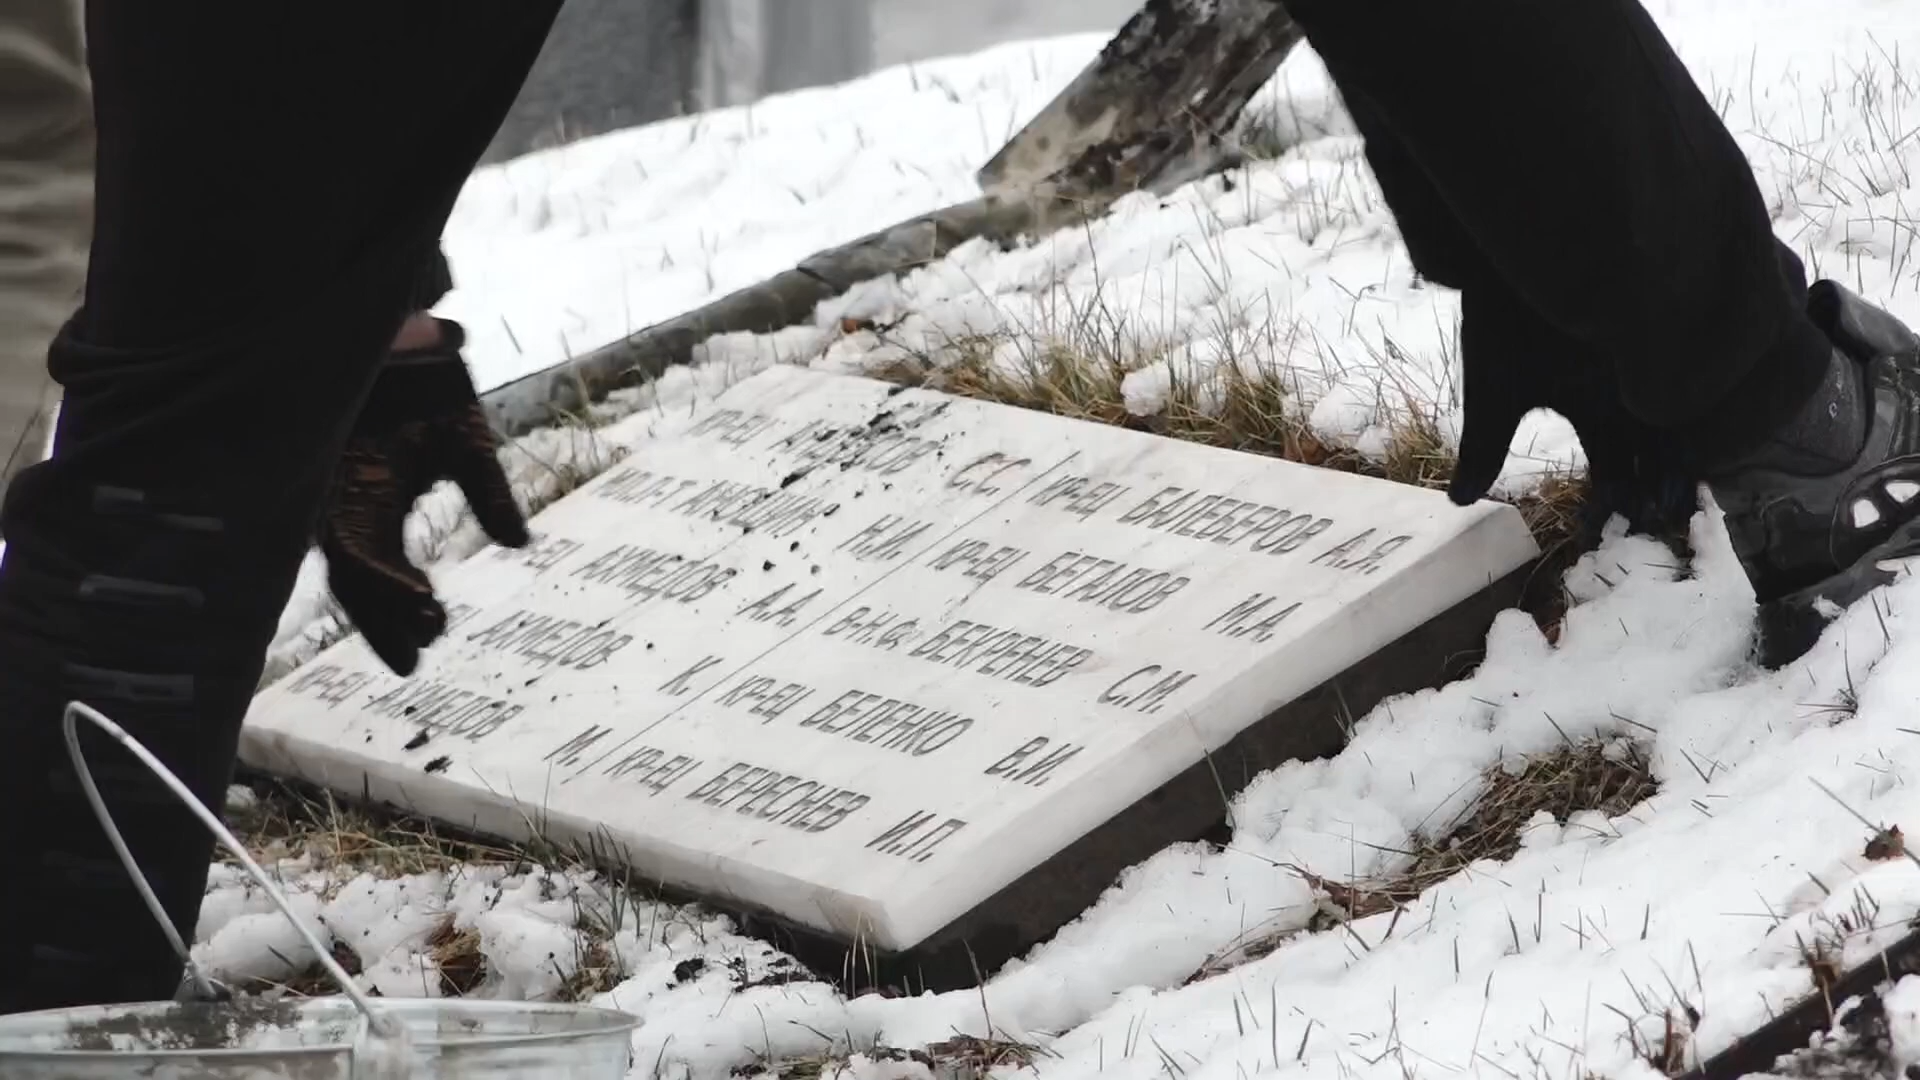 КР-ЕЦ С.С.
Н.И.
ЕЦ АХМЕДОВ А.А.
АХМЕДОВ К.
КР-ЕЦ АХМЕДОВ М.
КР-ЕЦ БАЛЕБЕРОВ А.Я.
КР-ЕЦ БЕГАЛОВ М.А.
В-Н.Ф. БЕКРЕНЕВ С.М.
КР-ЕЦ БЕЛЕНКО В.И.
КР-ЕЦ БЕРЕСНЕВ И.П.